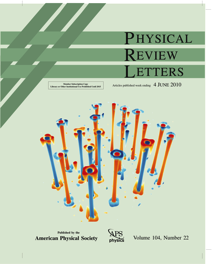 PHYSICAL
REVIEW
LETTERS
Articles published week ending 4 JUNE 2010
Published by the
American Physical Society
APS
physics
Volume 104, Number 22